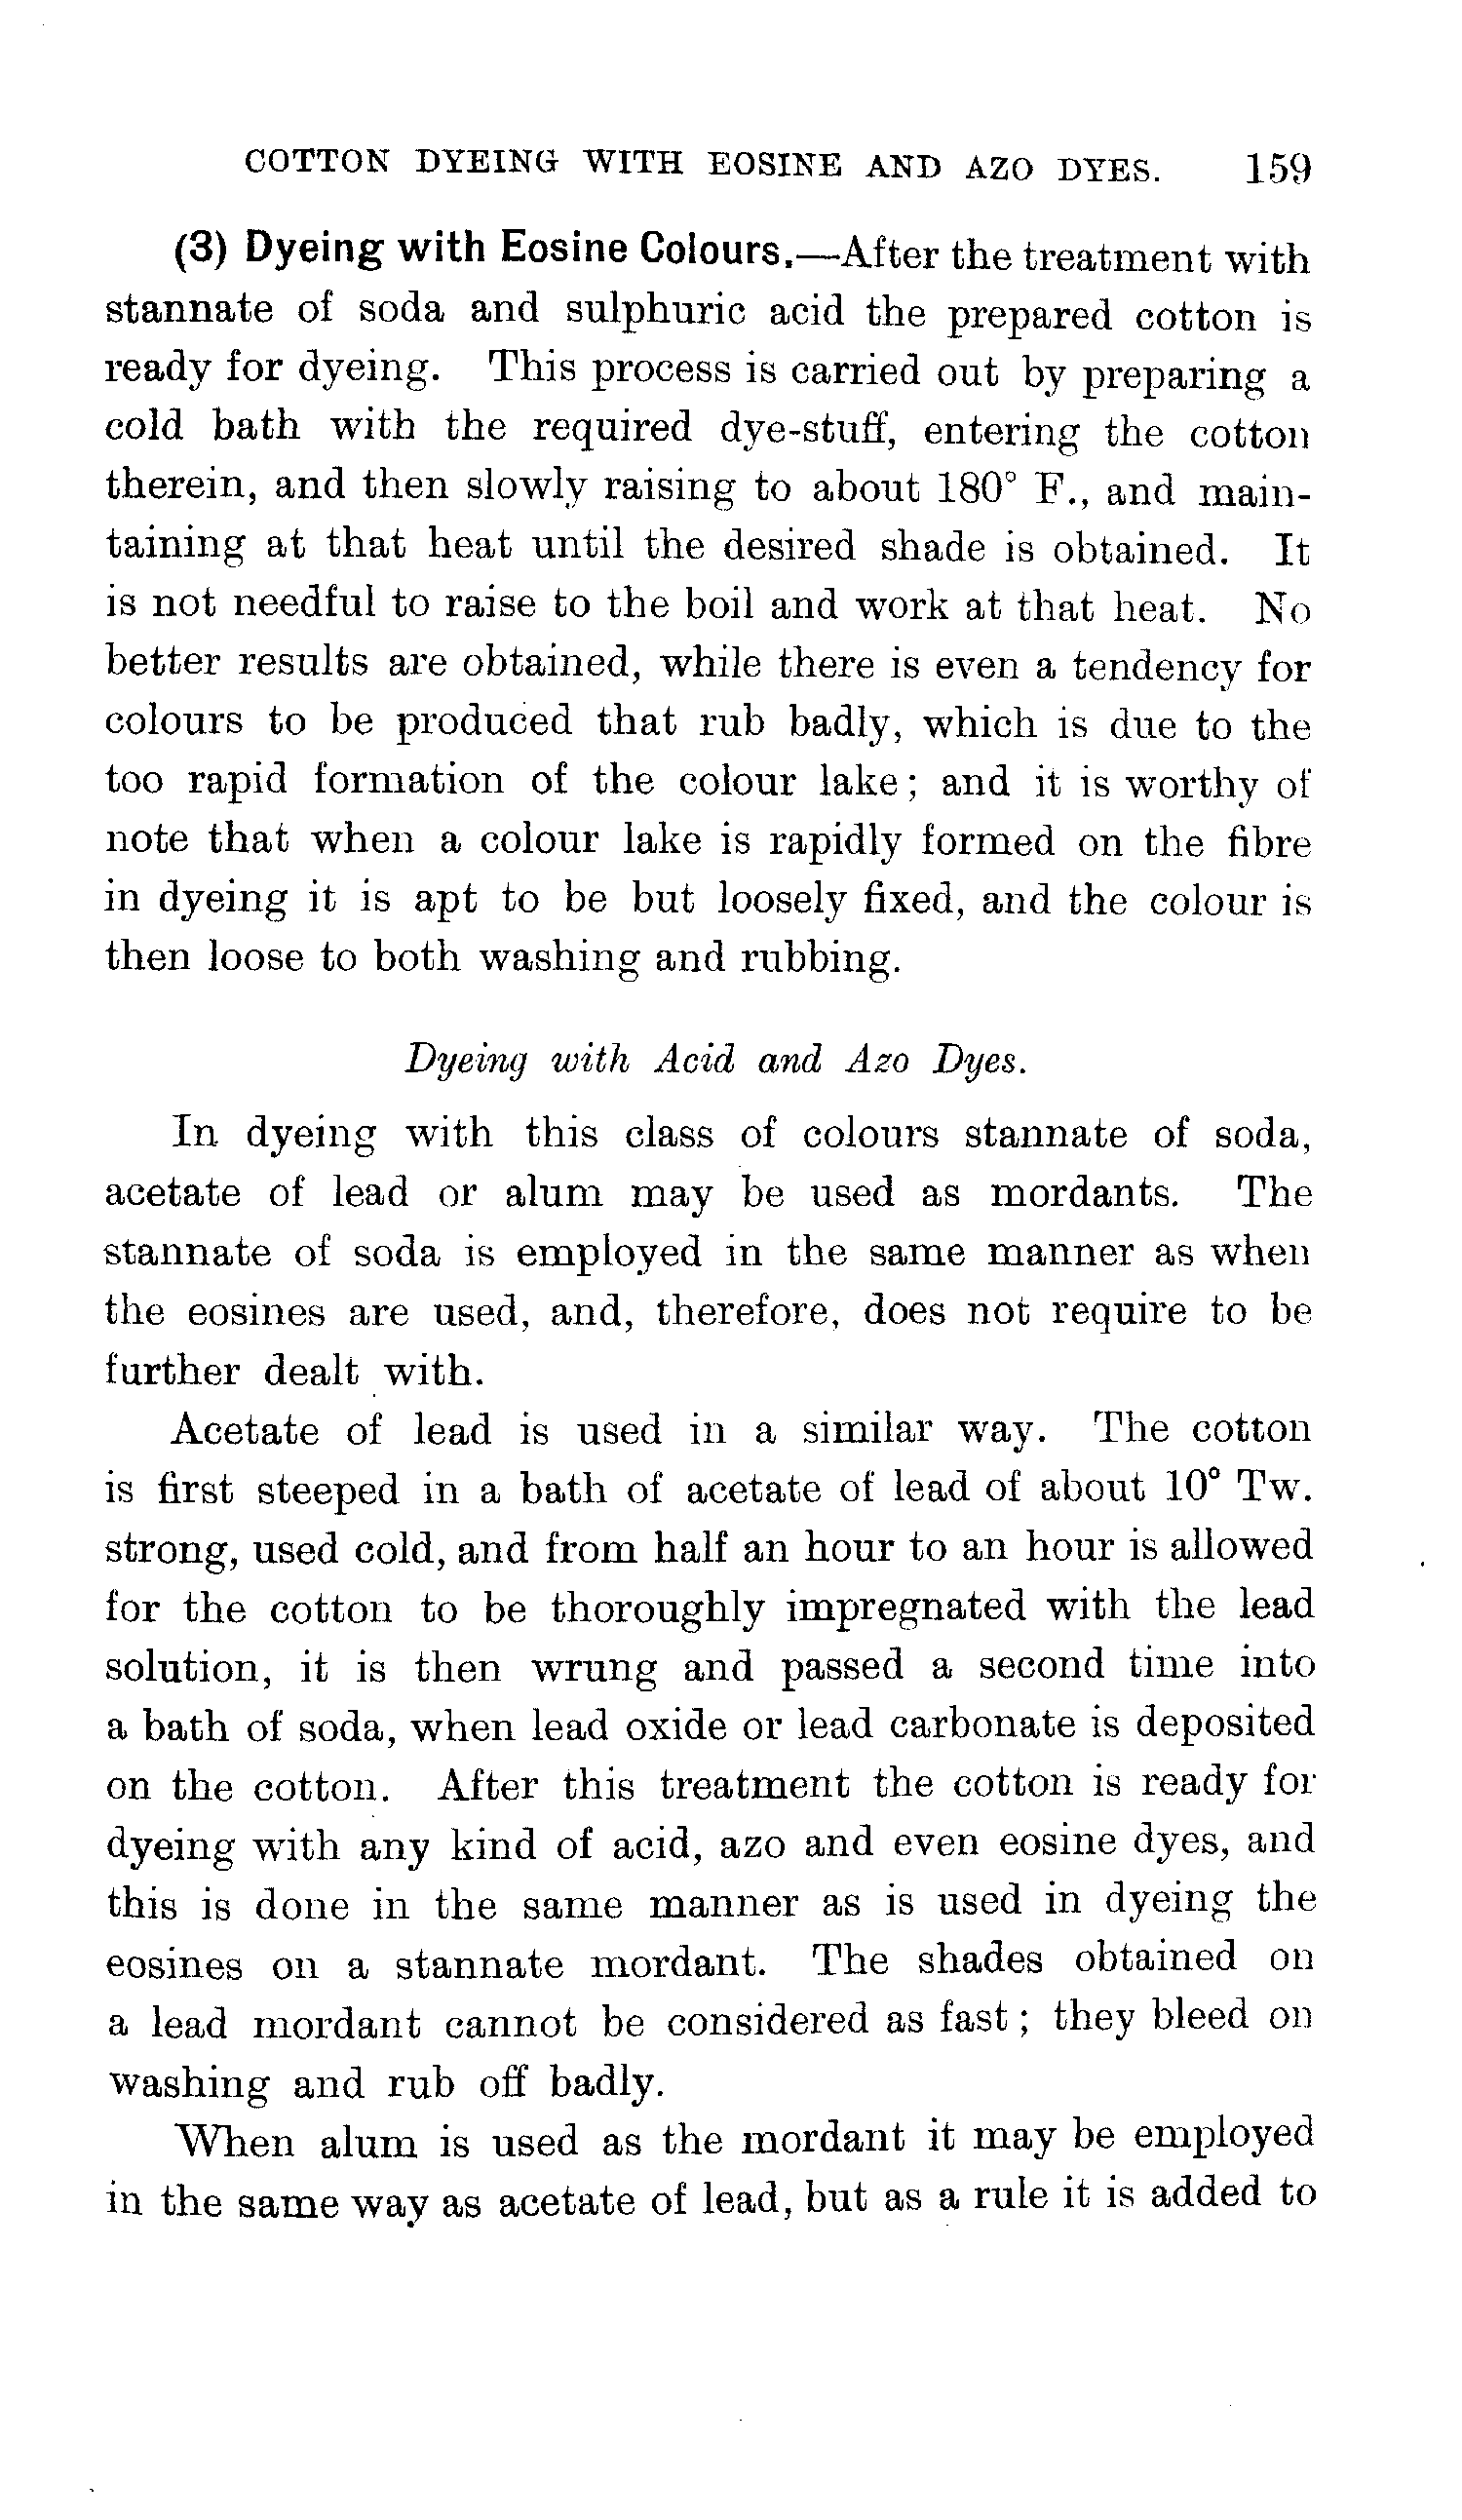 COTTON DYEING WITH EOSINE AND AZO DYES. 159
(3) Dyeing with Eosine Colours.—After the treatment with
stannate of soda and sulphuric acid the prepared cotton is
ready for dyeing. This process is carried out by preparing a
cold bath with the required dye-stuff, entering the cotton
therein, and then slowly raising to about 180° F., and main-
taining at that heat until the desired shade is obtained. It
is not needful to raise to the boil and work at that heat. No
better results are obtained, while there is even a tendency for
colours to be produced that rub badly, which is due to the
too rapid formation of the colour lake; and it is worthy of
note that when a colour lake is rapidly formed on the fibre
in dyeing it is apt to be but loosely fixed, and the colour is
then loose to both washing and rubbing.
Dyeing with Acid and Azo Dyes.
In dyeing with this class of colours stannate of soda,
acetate of lead or alum may be used as mordants. The
stannate of soda is employed in the same manner as when
the eosines are used, and, therefore, does not require to be
further dealt with.
Acetate of lead is used in a similar way. The cotton
is first steeped in a bath of acetate of lead of about 10° Tw.
strong, used cold, and from half an hour to an hour is allowed
for the cotton to be thoroughly impregnated with the lead
solution, it is then wrung and passed a second time into
a bath of soda, when lead oxide or lead carbonate is deposited
on the cotton. After this treatment the cotton is ready for
dyeing with any kind of acid, azo and even eosine dyes, and
this is done in the same manner as is used in dyeing the
eosines on a stannate mordant. The shades obtained on
a lead mordant cannot be considered as fast; they bleed on
washing and rub off badly.
When alum is used as the mordant it may be employed
in the same way as acetate of lead, but as a rule it is added to